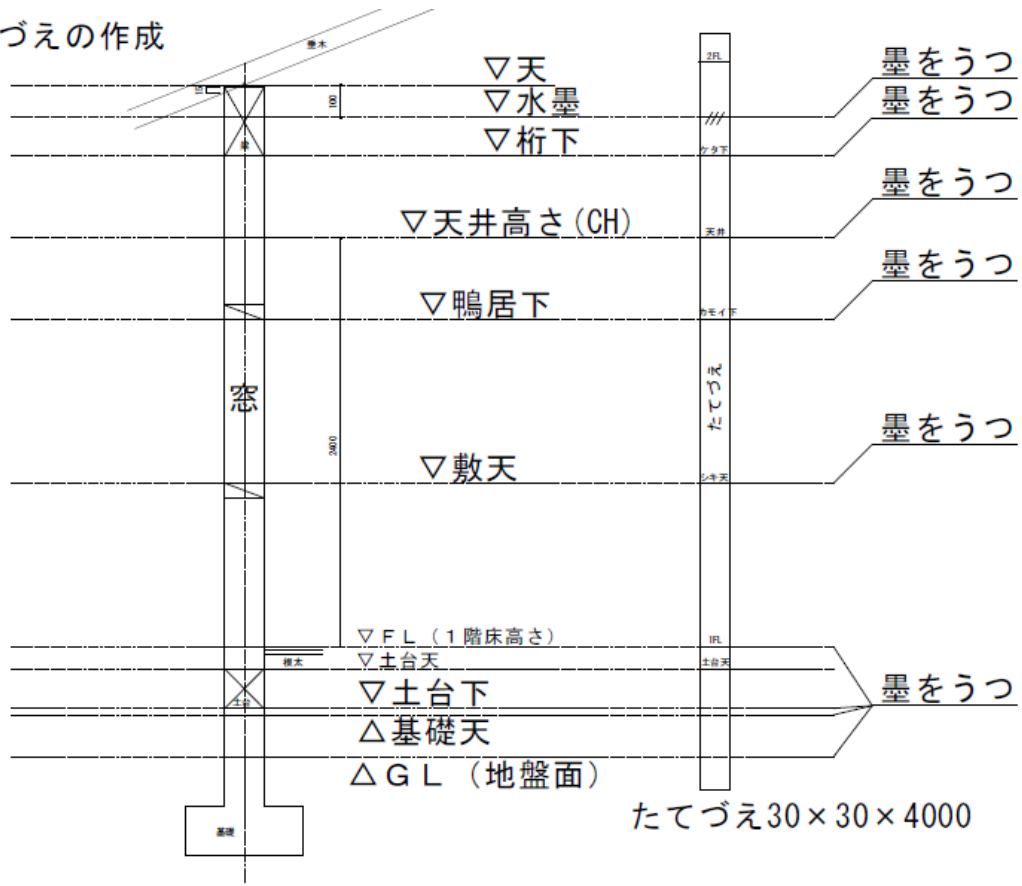 づえの作成
垂木
2FL
▽天
墨をうつ
15
100
▽水墨
墨をうつ
▽桁下
ケタ下
梁
墨をうつ
▽天井高さ(CH)
天井
墨をうつ
▽鴨居下
カモイ下
窓
たてづえ
2400
墨をうつ
▽敷天
シキ天
▽FL(1階床高さ)
1FL
根太
▽土台天
土台天
土台
▽土台下
墨をうつ
△基礎天
△GL(地盤面)
基礎
たてづえ30×30×4000